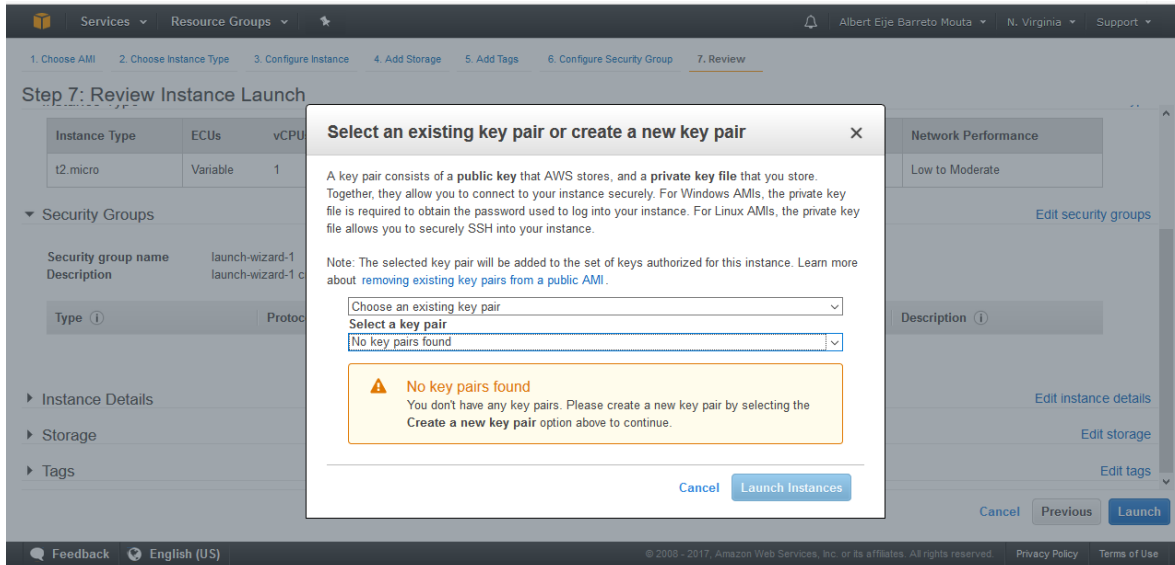 Services Resource Groups Albert Eije Barreto Mouta N. Virginia Support
1. Choose AMI 2. Choose Instance Type 3. Configure Instance 4. Add Storage 5. Add Tags 6. Configure Security Group 7. Review
Step 7: Review Instance Launch
Instance Type ECUs vCPU Network Performance
t2.micro Variable 1 Low to Moderate
Security Groups Edit security groups
Security group name launch-wizard-1
Description launch-wizard-1 c
Type Protoc Description
Instance Details Edit instance details
Storage Edit storage
Tags Edit tags
Select an existing key pair or create a new key pair
A key pair consists of a public key that AWS stores, and a private key file that you store.
Together, they allow you to connect to your instance securely. For Windows AMIs, the private key
file is required to obtain the password used to log into your instance. For Linux AMIs, the private key
file allows you to securely SSH into your instance.
Note: The selected key pair will be added to the set of keys authorized for this instance. Learn more
about removing existing key pairs from a public AMI.
Choose an existing key pair
Select a key pair
No key pairs found
No key pairs found
You don't have any key pairs. Please create a new key pair by selecting the
Create a new key pair option above to continue.
Cancel Launch Instances
Cancel Previous Launch
Feedback English (US) © 2008 - 2017, Amazon Web Services, Inc. or its affiliates. All rights reserved. Privacy Policy Terms of Use